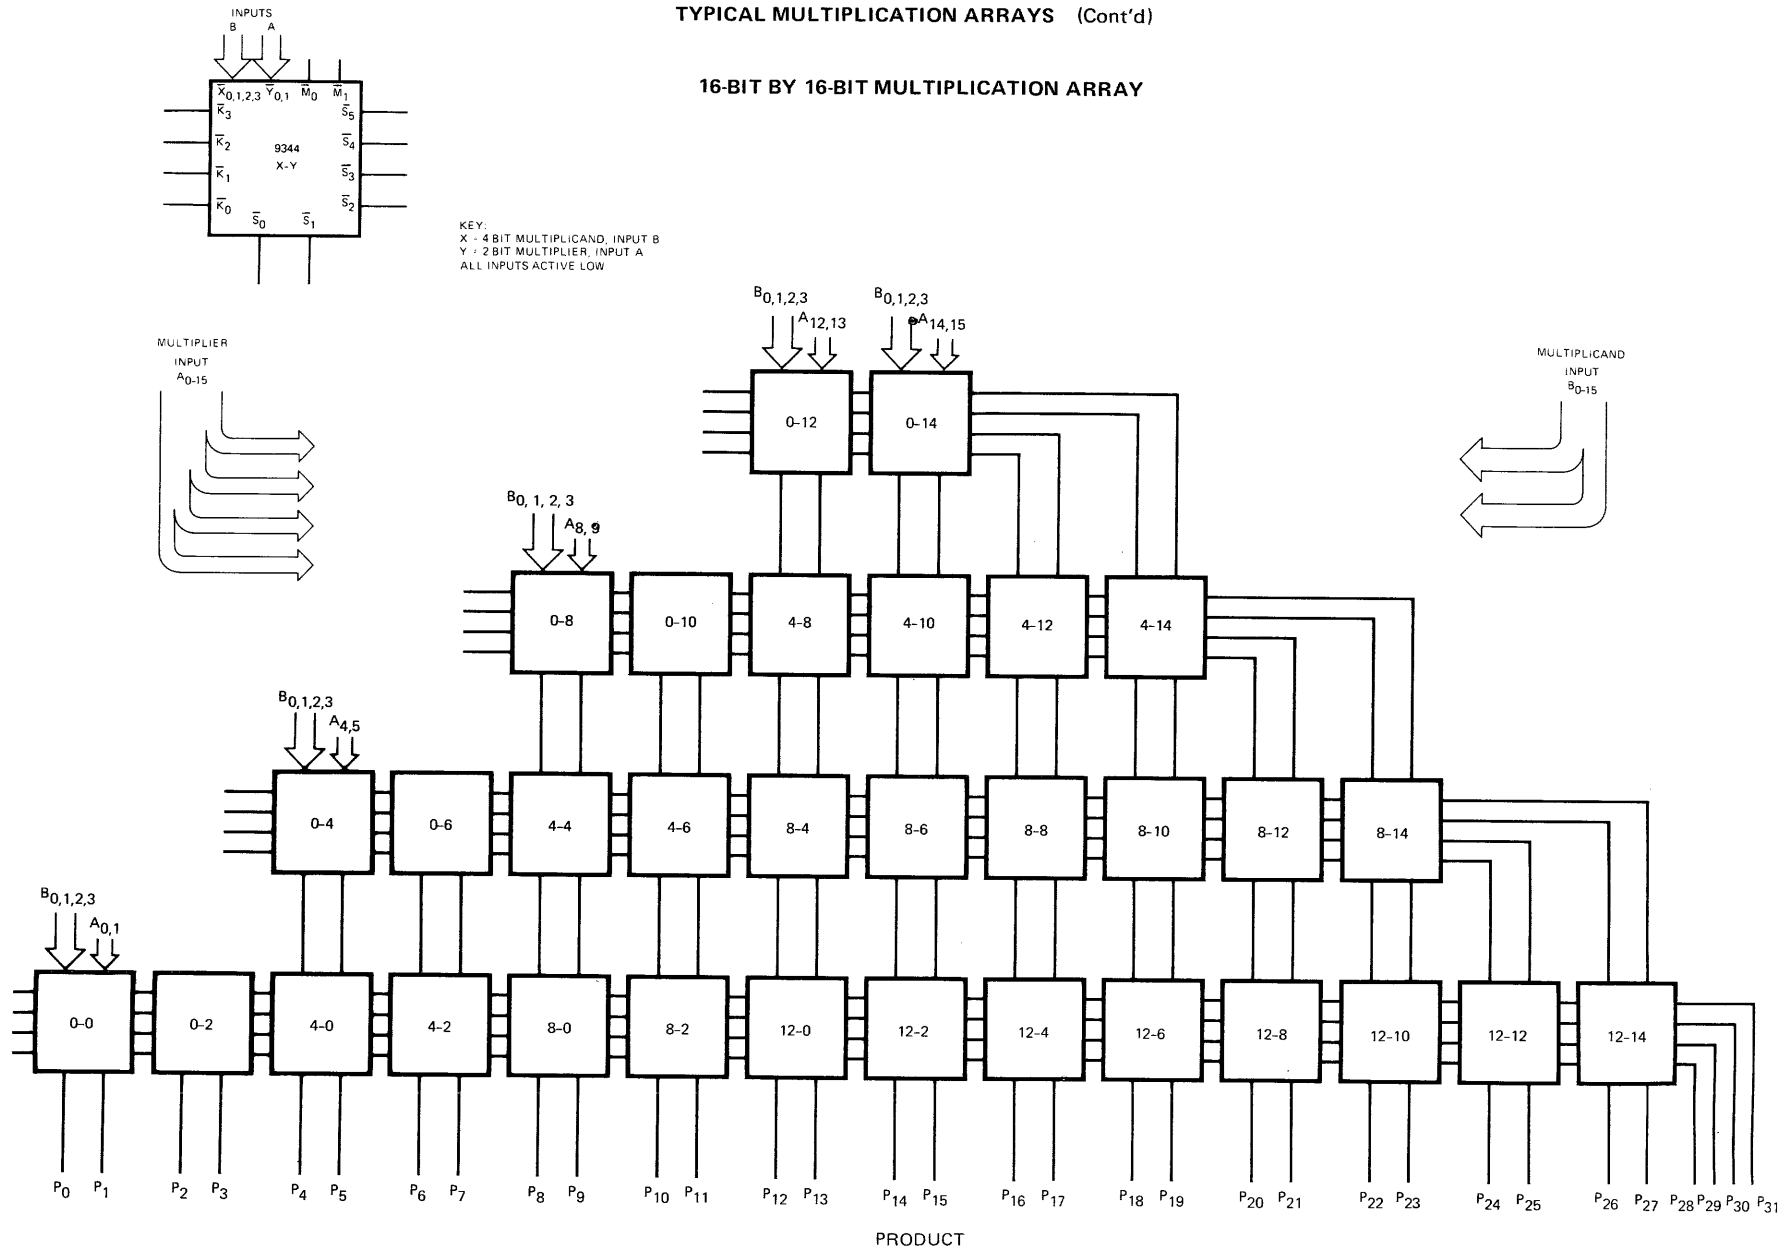 TYPICAL MULTIPLICATION ARRAYS (Cont'd)
16-BIT BY 16-BIT MULTIPLICATION ARRAY
INPUTS
B A
X̅0,1,2,3 Y̅0,1 M̅0 M̅1
K̅3 S̅5
K̅2 S̅4
9344
X-Y
K̅1 S̅3
K̅0 S̅2
S̅0 S̅1
KEY:
X - 4 BIT MULTIPLICAND, INPUT B
Y = 2 BIT MULTIPLIER, INPUT A
ALL INPUTS ACTIVE LOW
MULTIPLIER
INPUT
A0-15
MULTIPLICAND
INPUT
B0-15
B0,1,2,3 A12,13 B0,1,2,3 A14,15
0-12 0-14
B0, 1, 2, 3 A8, 9
0-8 0-10 4-8 4-10 4-12 4-14
B0,1,2,3 A4,5
0-4 0-6 4-4 4-6 8-4 8-6 8-8 8-10 8-12 8-14
B0,1,2,3 A0,1
0-0 0-2 4-0 4-2 8-0 8-2 12-0 12-2 12-4 12-6 12-8 12-10 12-12 12-14
P0 P1 P2 P3 P4 P5 P6 P7 P8 P9 P10 P11 P12 P13 P14 P15 P16 P17 P18 P19 P20 P21 P22 P23 P24 P25 P26 P27 P28 P29 P30 P31
PRODUCT